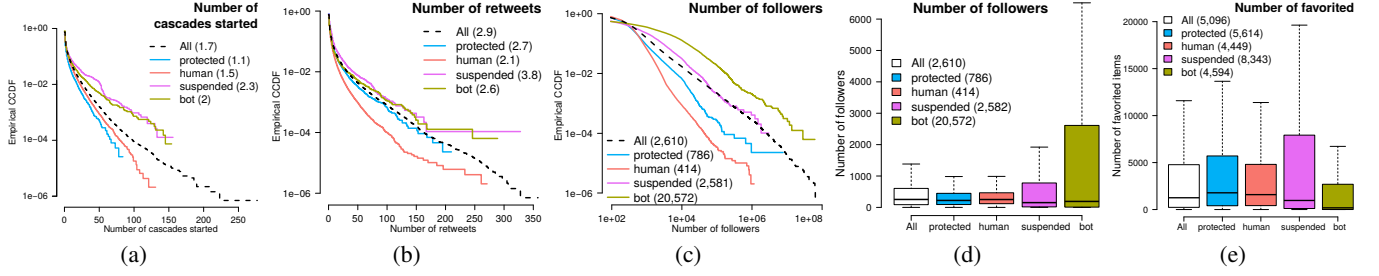 Number of
cascades started
All (1.7)
protected (1.1)
human (1.5)
suspended (2.3)
bot (2)
Empirical CCDF
1e+00
1e−02
1e−04
1e−06
0 50 100 150 200 250
Number of cascades started
(a)
Number of retweets
All (2.9)
protected (2.7)
human (2.1)
suspended (3.8)
bot (2.6)
Empirical CCDF
1e+00
1e−02
1e−04
1e−06
0 50 100 150 200 250 300 350
Number of retweets
(b)
Number of followers
Empirical CCDF
1e+00
1e−02
1e−04
1e−06
All (2,610)
protected (786)
human (414)
suspended (2,581)
bot (20,572)
1e+02 1e+04 1e+06 1e+08
Number of followers
(c)
Number of followers
All (2,610)
protected (786)
human (414)
suspended (2,582)
bot (20,572)
Number of followers
6000
5000
4000
3000
2000
1000
0
All protected human suspended bot
(d)
Number of favorited
All (5,096)
protected (5,614)
human (4,449)
suspended (8,343)
bot (4,594)
Number of favorited items
20000
15000
10000
5000
0
All protected human suspended bot
(e)